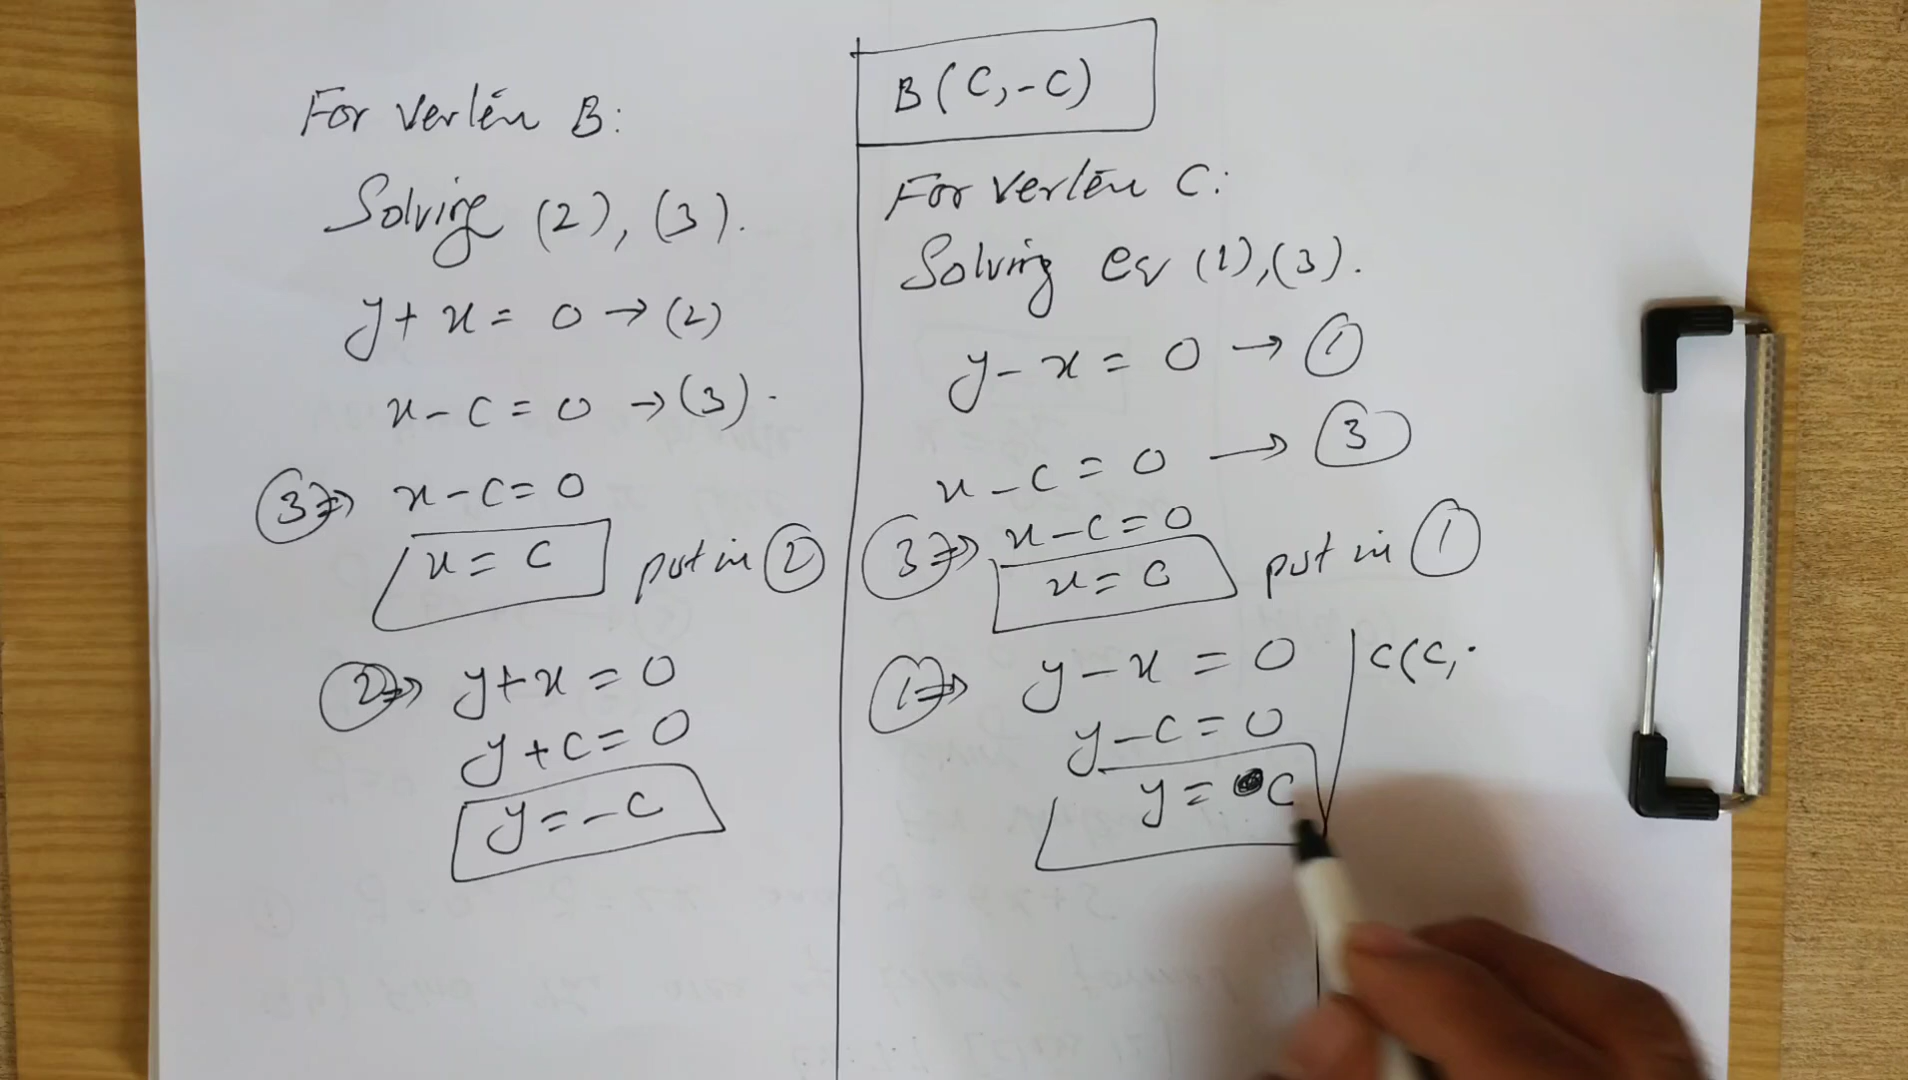 For Vertex B:
Solving (2), (3).
y + x = 0 → (2)
x - C = 0 → (3).
③ ⇒ x - C = 0
x = C put in ②
② ⇒ y + x = 0
y + C = 0
y = - C
B(C, -C)
For Vertex C:
Solving eq (1), (3).
y - x = 0 → ①
x - C = 0 → ③
③ ⇒ x - C = 0
x = C put in ①
① ⇒ y - x = 0
y - C = 0
y = C
C(C,